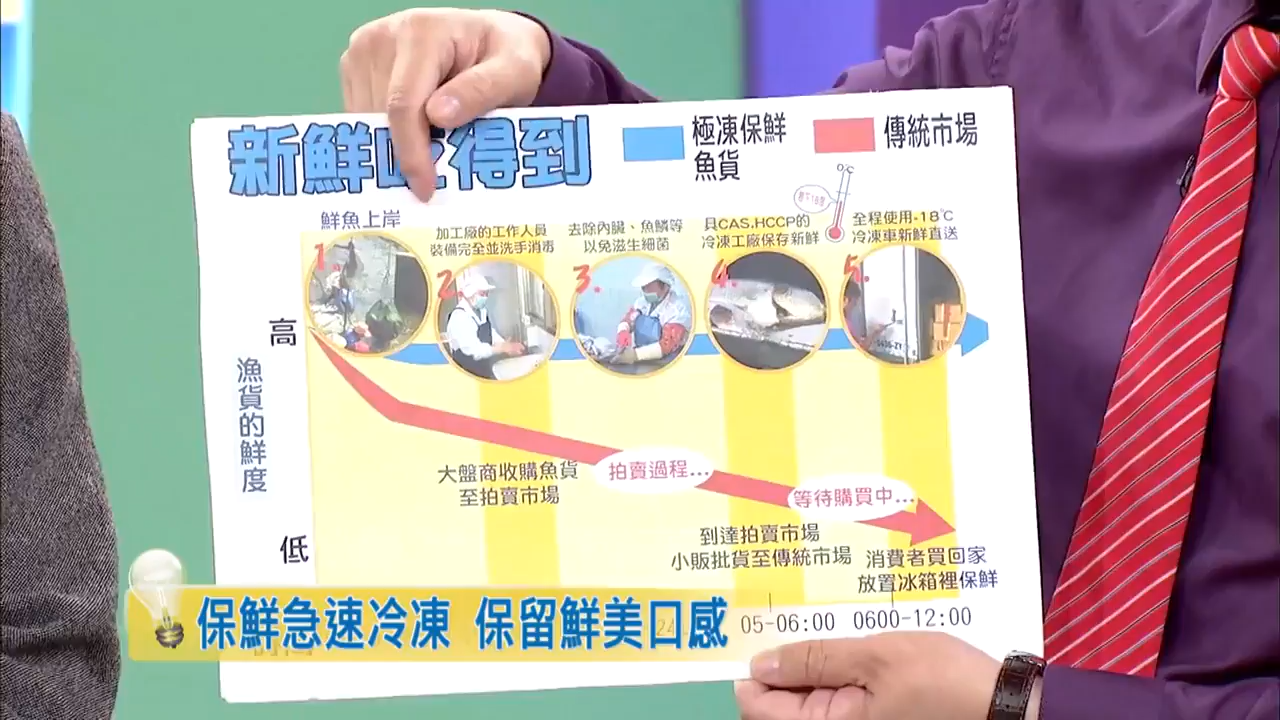 新鮮吃得到
極凍保鮮
魚貨
傳統市場
℃
鮮魚上岸
加工廠的工作人員
裝備完全並洗手消毒
去除內臟、魚鱗等
以免滋生細菌
具CAS.HCCP的
冷凍工廠保存新鮮
全程使用-18℃
冷凍車新鮮直送
1.
2.
3.
4.
5.
高
漁貨的鮮度
低
大盤商收購魚貨
至拍賣市場
拍賣過程...
等待購買中...
到達拍賣市場
小販批貨至傳統市場
消費者買回家
放置冰箱裡保鮮
24
05-06:00
0600-12:00
保鮮急速冷凍 保留鮮美口感